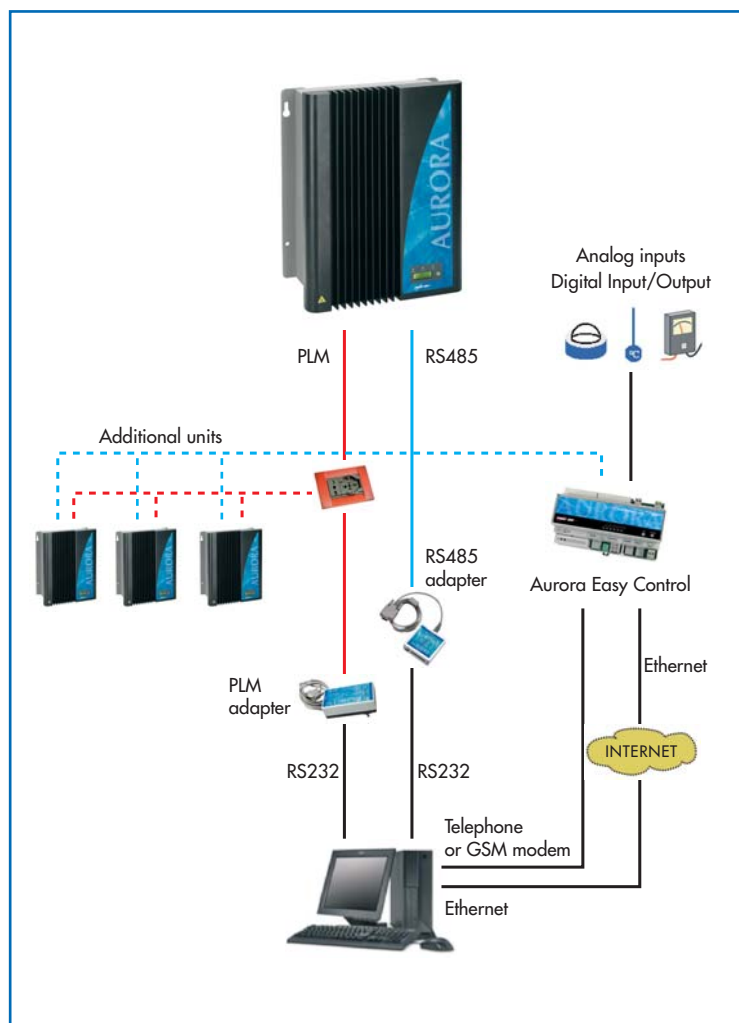 AURORA
Analog inputs
Digital Input/Output
PLM
RS485
Additional units
AURORA
AURORA
AURORA
AURORA
RS485
adapter
Aurora Easy Control
Ethernet
PLM
adapter
INTERNET
RS232
RS232
Telephone
or GSM modem
Ethernet
°C